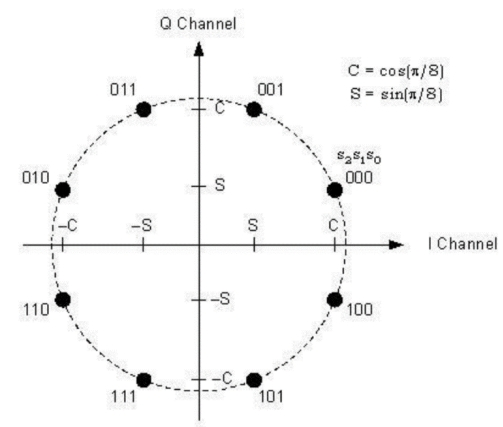 Q Channel
C = cos(π/8)
S = sin(π/8)
011
001
C
s₂s₁s₀
000
010
S
−C
−S
S
C
I Channel
−S
110
100
−C
111
101